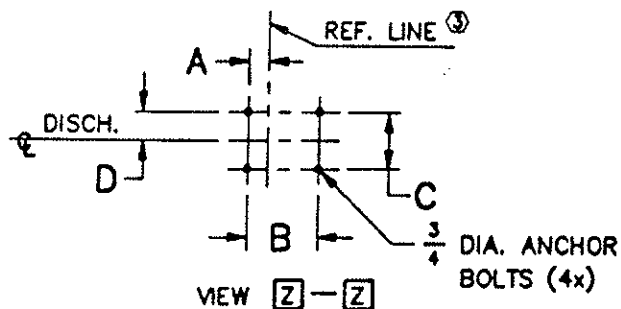 REF. LINE ③
A
℄ DISCH.
D
C
B
3/4 DIA. ANCHOR
BOLTS (4x)
VIEW Z — Z